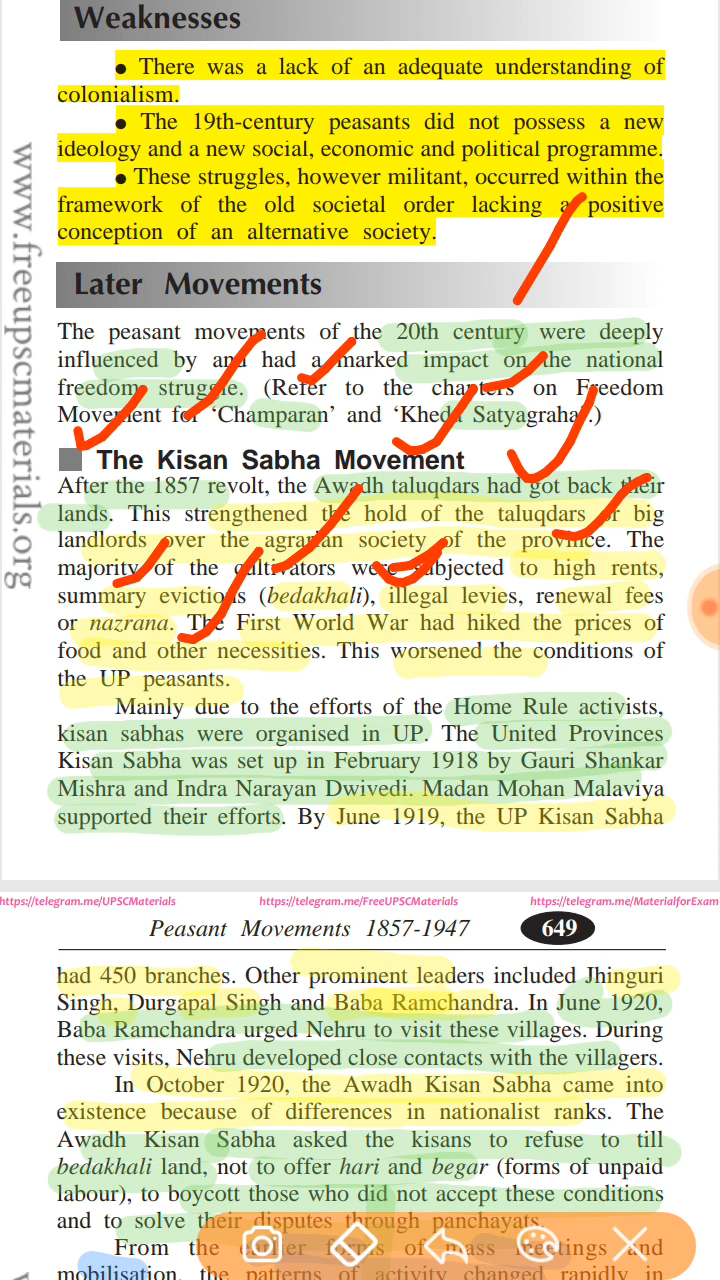 Weaknesses
● There was a lack of an adequate understanding of
colonialism.
● The 19th-century peasants did not possess a new
ideology and a new social, economic and political programme.
● These struggles, however militant, occurred within the
framework of the old societal order lacking a positive
conception of an alternative society.
www.freeupscmaterials.org
Later Movements
The peasant movements of the 20th century were deeply
influenced by and had a marked impact on the national
freedom struggle. (Refer to the chapters on Freedom
Movement for ‘Champaran’ and ‘Kheda Satyagraha’.)
The Kisan Sabha Movement
After the 1857 revolt, the Awadh taluqdars had got back their
lands. This strengthened the hold of the taluqdars or big
landlords over the agrarian society of the province. The
majority of the cultivators were subjected to high rents,
summary evictions (bedakhali), illegal levies, renewal fees
or nazrana. The First World War had hiked the prices of
food and other necessities. This worsened the conditions of
the UP peasants.
Mainly due to the efforts of the Home Rule activists,
kisan sabhas were organised in UP. The United Provinces
Kisan Sabha was set up in February 1918 by Gauri Shankar
Mishra and Indra Narayan Dwivedi. Madan Mohan Malaviya
supported their efforts. By June 1919, the UP Kisan Sabha
https://telegram.me/UPSCMaterials https://telegram.me/FreeUPSCMaterials https://telegram.me/MaterialforExam
Peasant Movements 1857-1947 649
had 450 branches. Other prominent leaders included Jhinguri
Singh, Durgapal Singh and Baba Ramchandra. In June 1920,
Baba Ramchandra urged Nehru to visit these villages. During
these visits, Nehru developed close contacts with the villagers.
In October 1920, the Awadh Kisan Sabha came into
existence because of differences in nationalist ranks. The
Awadh Kisan Sabha asked the kisans to refuse to till
bedakhali land, not to offer hari and begar (forms of unpaid
labour), to boycott those who did not accept these conditions
and to solve their disputes through panchayats.
From the earlier forms of mass meetings and
mobilisation, the patterns of activity changed rapidly in